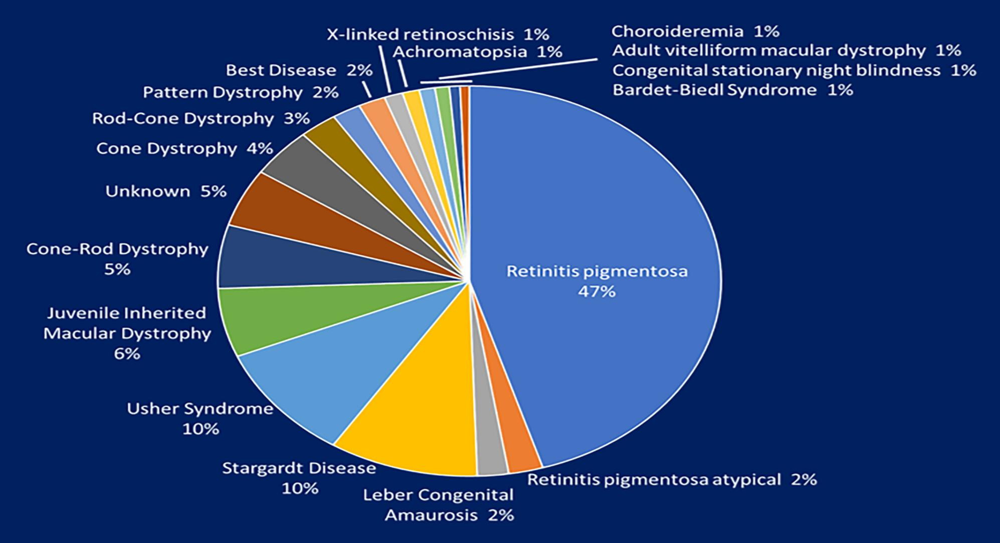 X-linked retinoschisis 1%
Achromatopsia 1%
Best Disease 2%
Pattern Dystrophy 2%
Rod-Cone Dystrophy 3%
Cone Dystrophy 4%
Unknown 5%
Cone-Rod Dystrophy
5%
Juvenile Inherited
Macular Dystrophy
6%
Usher Syndrome
10%
Stargardt Disease
10%
Leber Congenital
Amaurosis 2%
Retinitis pigmentosa atypical 2%
Retinitis pigmentosa
47%
Choroideremia 1%
Adult vitelliform macular dystrophy 1%
Congenital stationary night blindness 1%
Bardet-Biedl Syndrome 1%